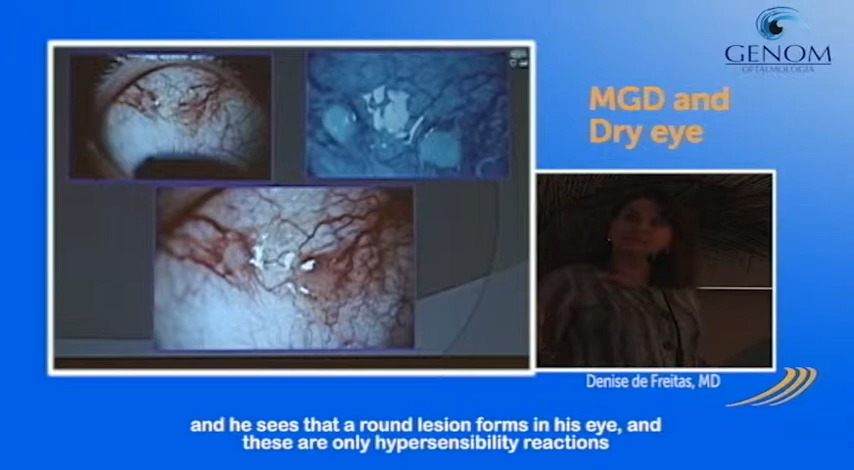 GENOM
OFTALMOLOGIA
MGD and
Dry eye
Denise de Freitas, MD
and he sees that a round lesion forms in his eye, and
these are only hypersensibility reactions